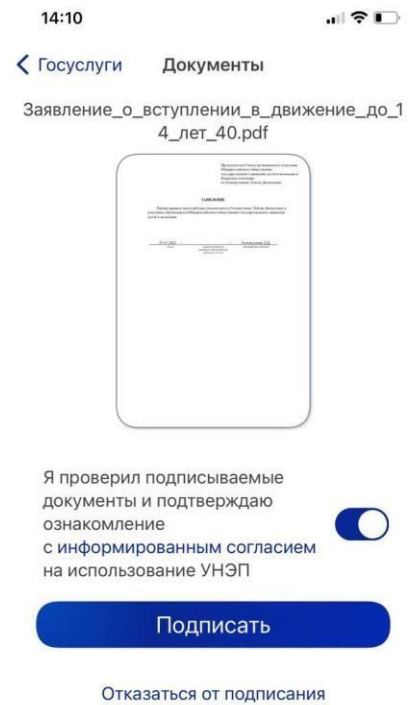 14:10
Госуслуги Документы
Заявление_о_вступлении_в_движение_до_1
4_лет_40.pdf
ЗАЯВЛЕНИЕ
Я проверил подписываемые
документы и подтверждаю
ознакомление
с информированным согласием
на использование УНЭП
Подписать
Отказаться от подписания